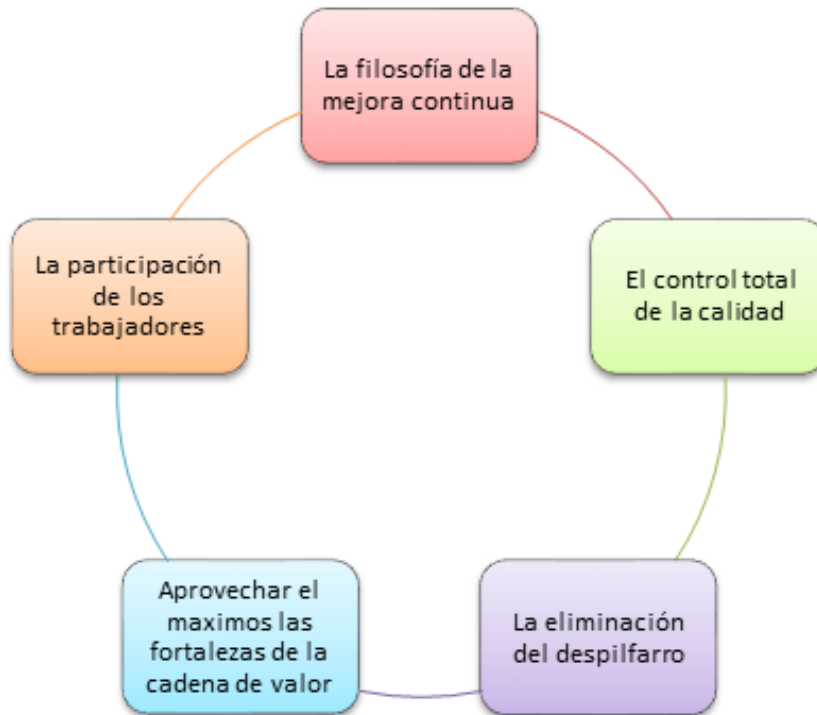 La filosofía de la
mejora continua
El control total
de la calidad
La eliminación
del despilfarro
Aprovechar el
maximos las
fortalezas de la
cadena de valor
La participación
de los
trabajadores